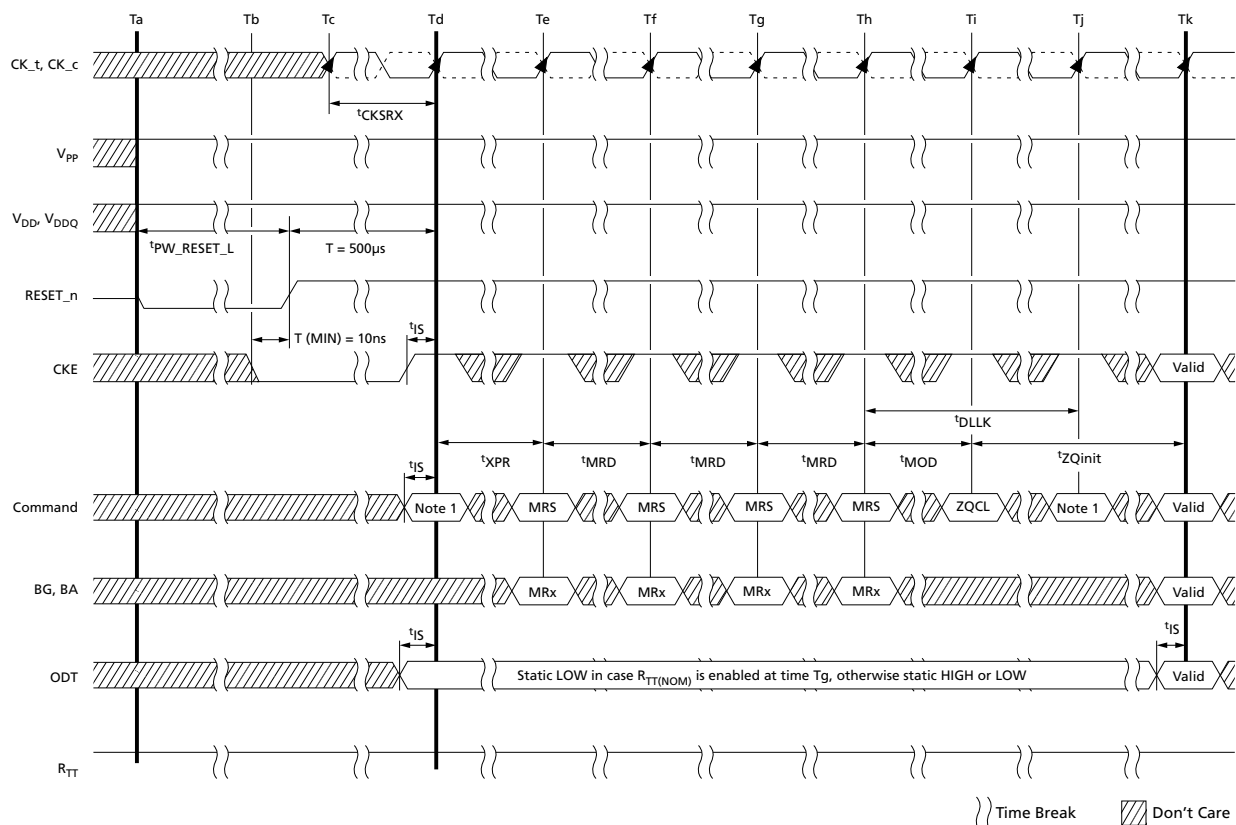 Ta Tb Tc Td Te Tf Tg Th Ti Tj Tk
CK_t, CK_c
tCKSRX
VPP
VDD, VDDQ
tPW_RESET_L T = 500μs
RESET_n
T (MIN) = 10ns tIS
CKE Valid
tDLLK
tXPR tMRD tMRD tMRD tMOD tZQinit
tIS
Command Note 1 MRS MRS MRS MRS ZQCL Note 1 Valid
BG, BA MRx MRx MRx MRx Valid
tIS tIS
ODT Static LOW in case RTT(NOM) is enabled at time Tg, otherwise static HIGH or LOW Valid
RTT
Time Break Don't Care